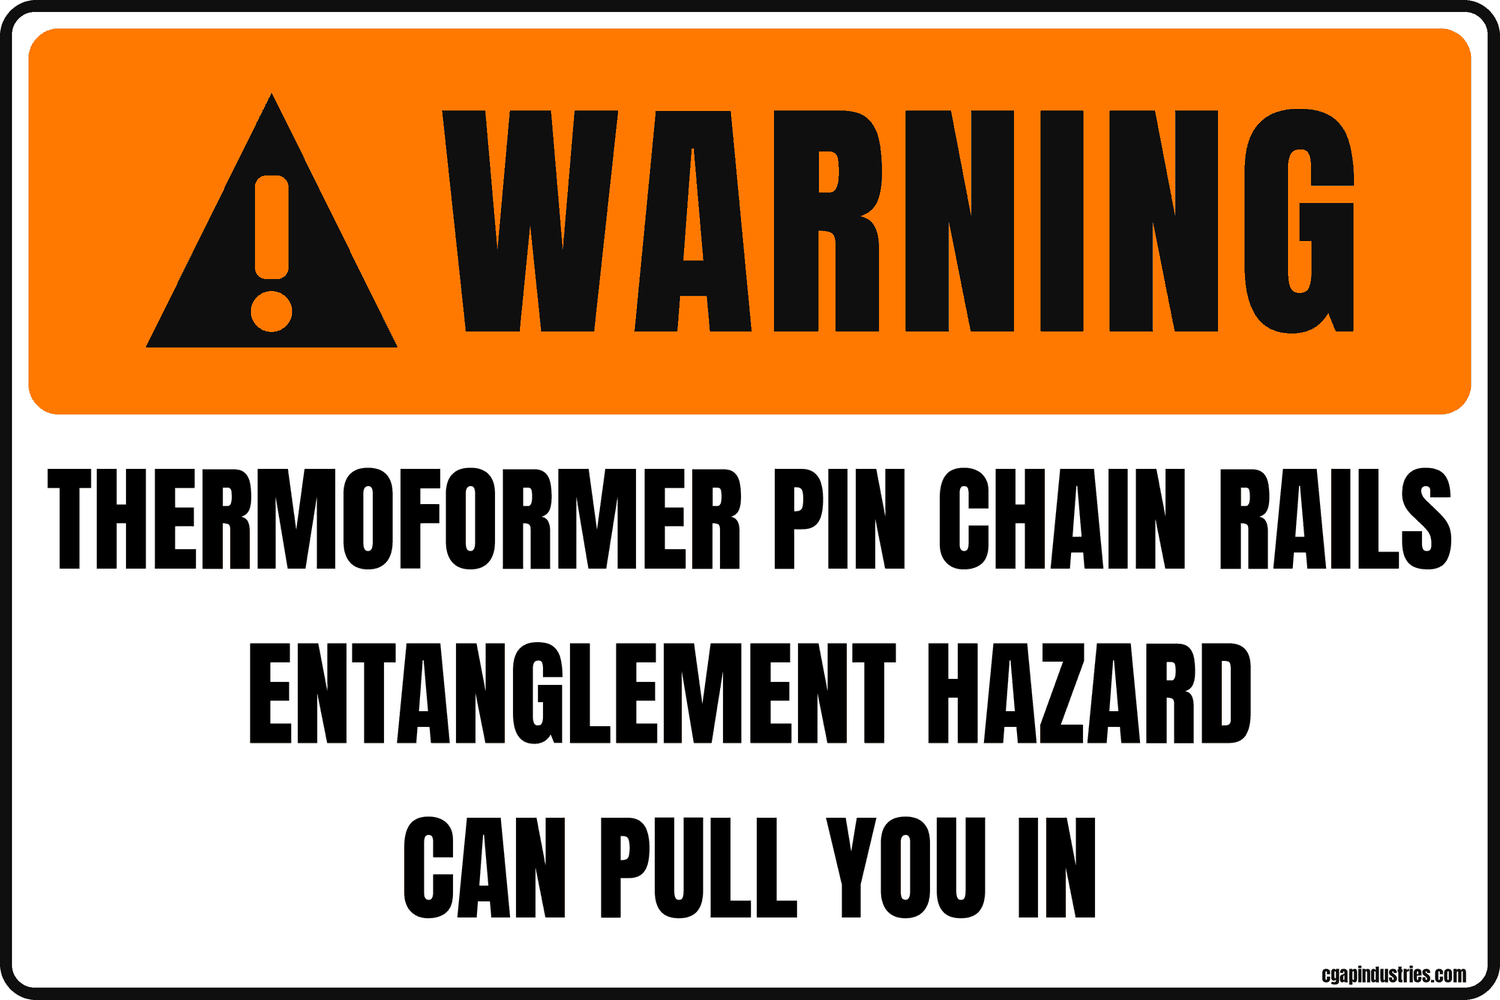 WARNING
THERMOFORMER PIN CHAIN RAILS
ENTANGLEMENT HAZARD
CAN PULL YOU IN
cgapindustries.com